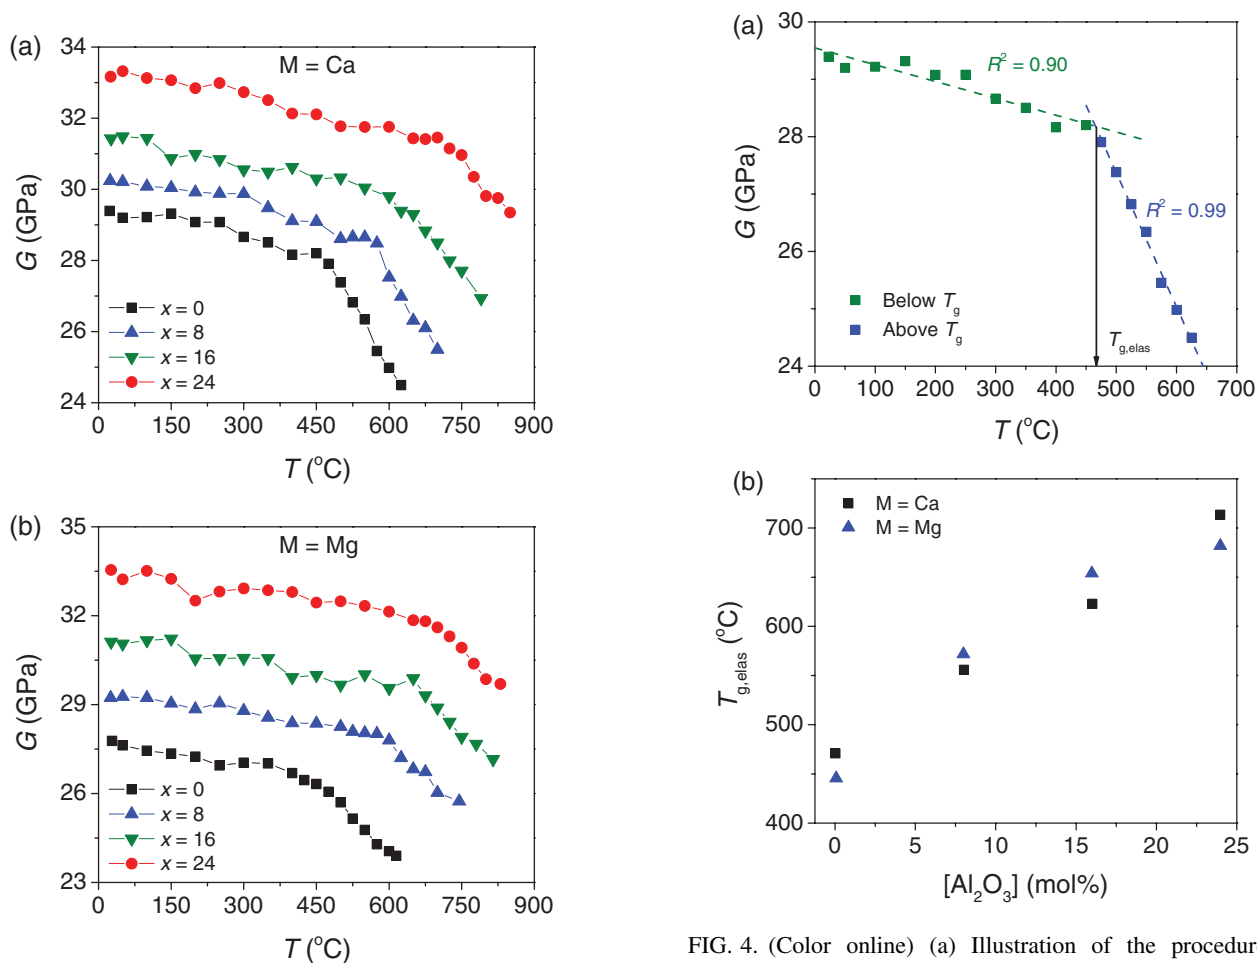 (a)
34
32
30
28
26
24
G (GPa)
M = Ca
x = 0
x = 8
x = 16
x = 24
0 150 300 450 600 750 900
T (°C)
(b)
35
32
29
26
23
G (GPa)
M = Mg
x = 0
x = 8
x = 16
x = 24
0 150 300 450 600 750 900
T (°C)
(a)
30
28
26
24
G (GPa)
R² = 0.90
R² = 0.99
Below Tg
Above Tg
Tg,elas
0 100 200 300 400 500 600 700
T (°C)
(b)
700
600
500
400
Tg,elas (°C)
M = Ca
M = Mg
0 5 10 15 20 25
[Al₂O₃] (mol%)
FIG. 4. (Color online) (a) Illustration of the procedur